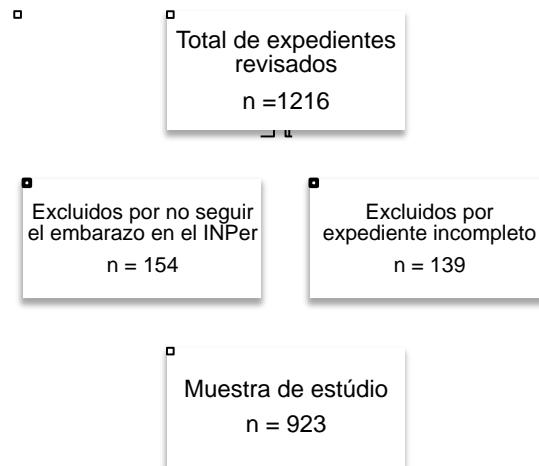 Total de expedientes
revisados
n =1216
Excluidos por no seguir
el embarazo en el INPer
n = 154
Excluidos por
expediente incompleto
n = 139
Muestra de estúdio
n = 923